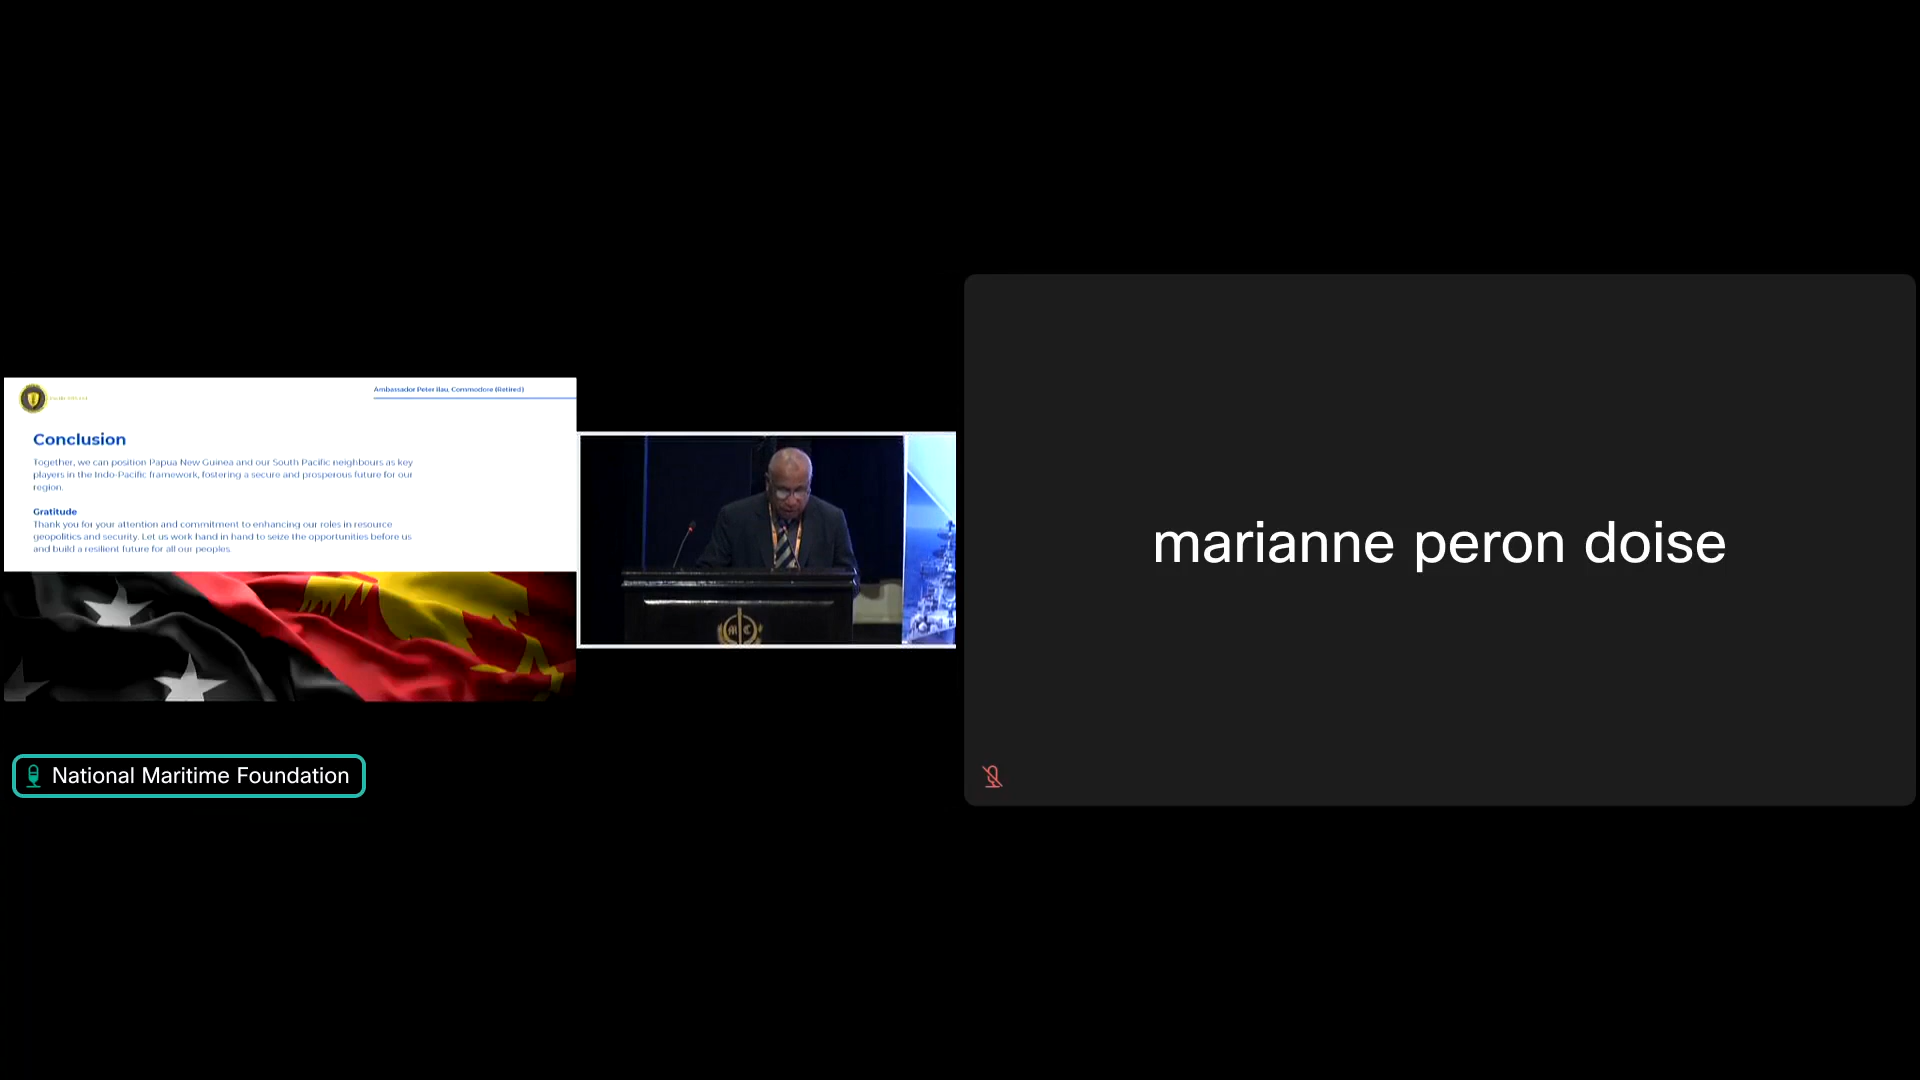 Ambassador Peter Ilau, Commodore (Retired)
Conclusion
Together, we can position Papua New Guinea and our South Pacific neighbours as key
players in the Indo-Pacific framework, fostering a secure and prosperous future for our
region.
Gratitude
Thank you for your attention and commitment to enhancing our roles in resource
geopolitics and security. Let us work hand in hand to seize the opportunities before us
and build a resilient future for all our peoples.
M C
National Maritime Foundation
marianne peron doise